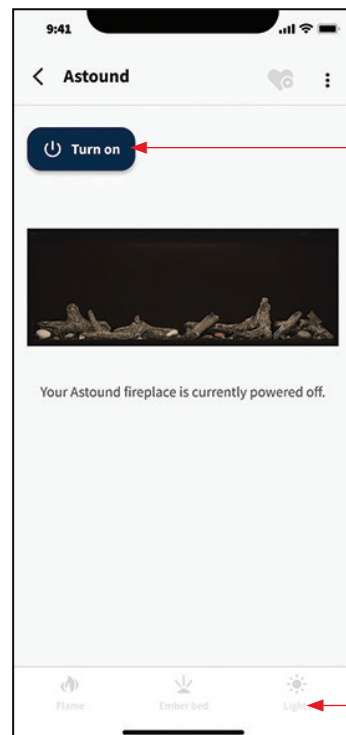 9:41
Astound
Turn on
Your Astound fireplace is currently powered off.
Flame
Ember bed
Light